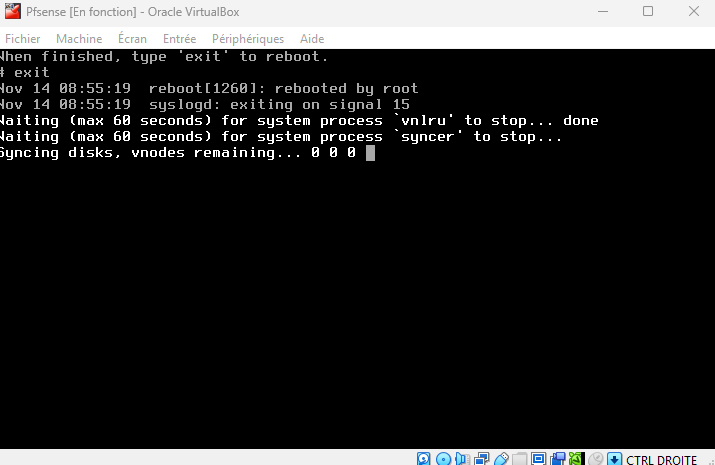 Pfsense [En fonction] - Oracle VirtualBox
Fichier Machine Écran Entrée Périphériques Aide
When finished, type 'exit' to reboot.
# exit
Nov 14 08:55:19 reboot[1260]: rebooted by root
Nov 14 08:55:19 syslogd: exiting on signal 15
Waiting (max 60 seconds) for system process `vnlru' to stop... done
Waiting (max 60 seconds) for system process `syncer' to stop...
Syncing disks, vnodes remaining... 0 0 0
CTRL DROITE